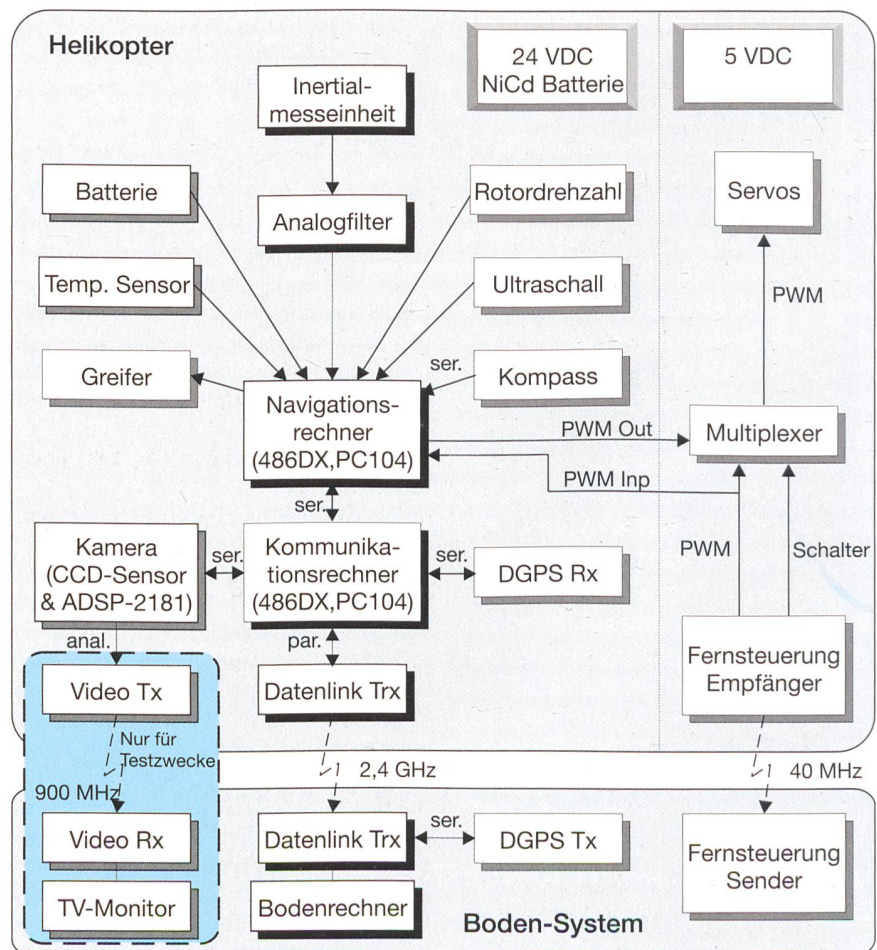 Helikopter
24 VDC
NiCd Batterie
5 VDC
Inertial-
messeinheit
Batterie
Analogfilter
Rotordrehzahl
Servos
Temp. Sensor
Ultraschall
PWM
Greifer
ser.
Kompass
Navigations-
rechner
(486DX,PC104)
PWM Out
Multiplexer
PWM Inp
ser.
Kamera
(CCD-Sensor
& ADSP-2181)
ser.
Kommunika-
tionsrechner
(486DX,PC104)
ser.
DGPS Rx
PWM
Schalter
anal.
par.
Fernsteuerung
Empfänger
Video Tx
Datenlink Trx
Nur für
Testzwecke
900 MHz
2,4 GHz
40 MHz
Video Rx
Datenlink Trx
ser.
DGPS Tx
Fernsteuerung
Sender
TV-Monitor
Bodenrechner
Boden-System